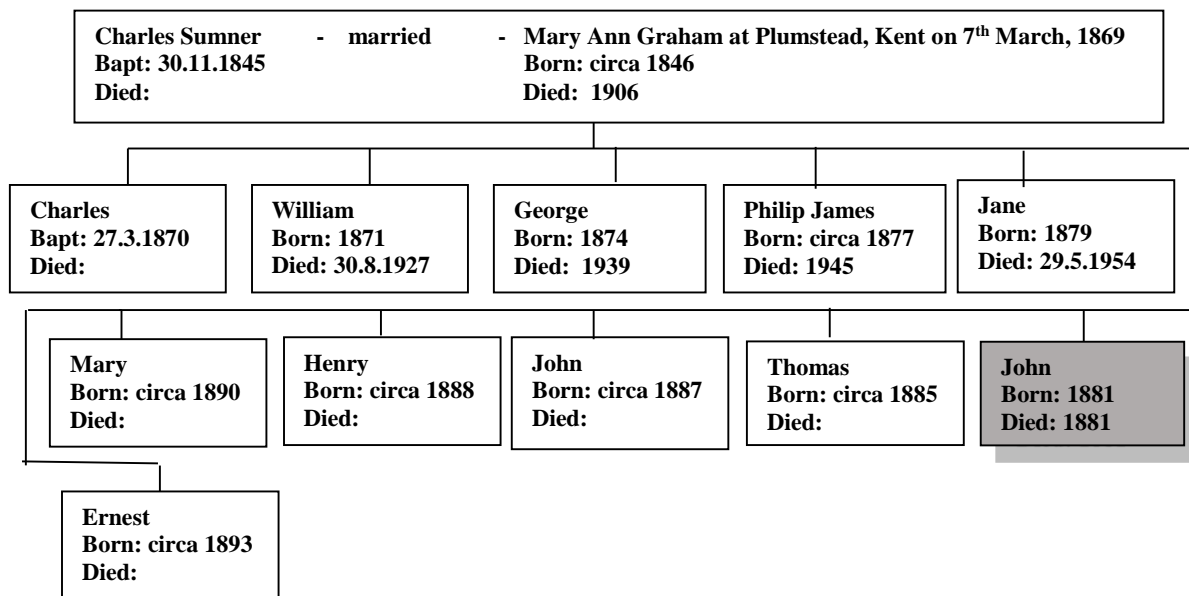 Charles Sumner - married - Mary Ann Graham at Plumstead, Kent on 7th March, 1869
Bapt: 30.11.1845 Born: circa 1846
Died: Died: 1906
Charles
Bapt: 27.3.1870
Died:
William
Born: 1871
Died: 30.8.1927
George
Born: 1874
Died: 1939
Philip James
Born: circa 1877
Died: 1945
Jane
Born: 1879
Died: 29.5.1954
Mary
Born: circa 1890
Died:
Henry
Born: circa 1888
Died:
John
Born: circa 1887
Died:
Thomas
Born: circa 1885
Died:
John
Born: 1881
Died: 1881
Ernest
Born: circa 1893
Died: